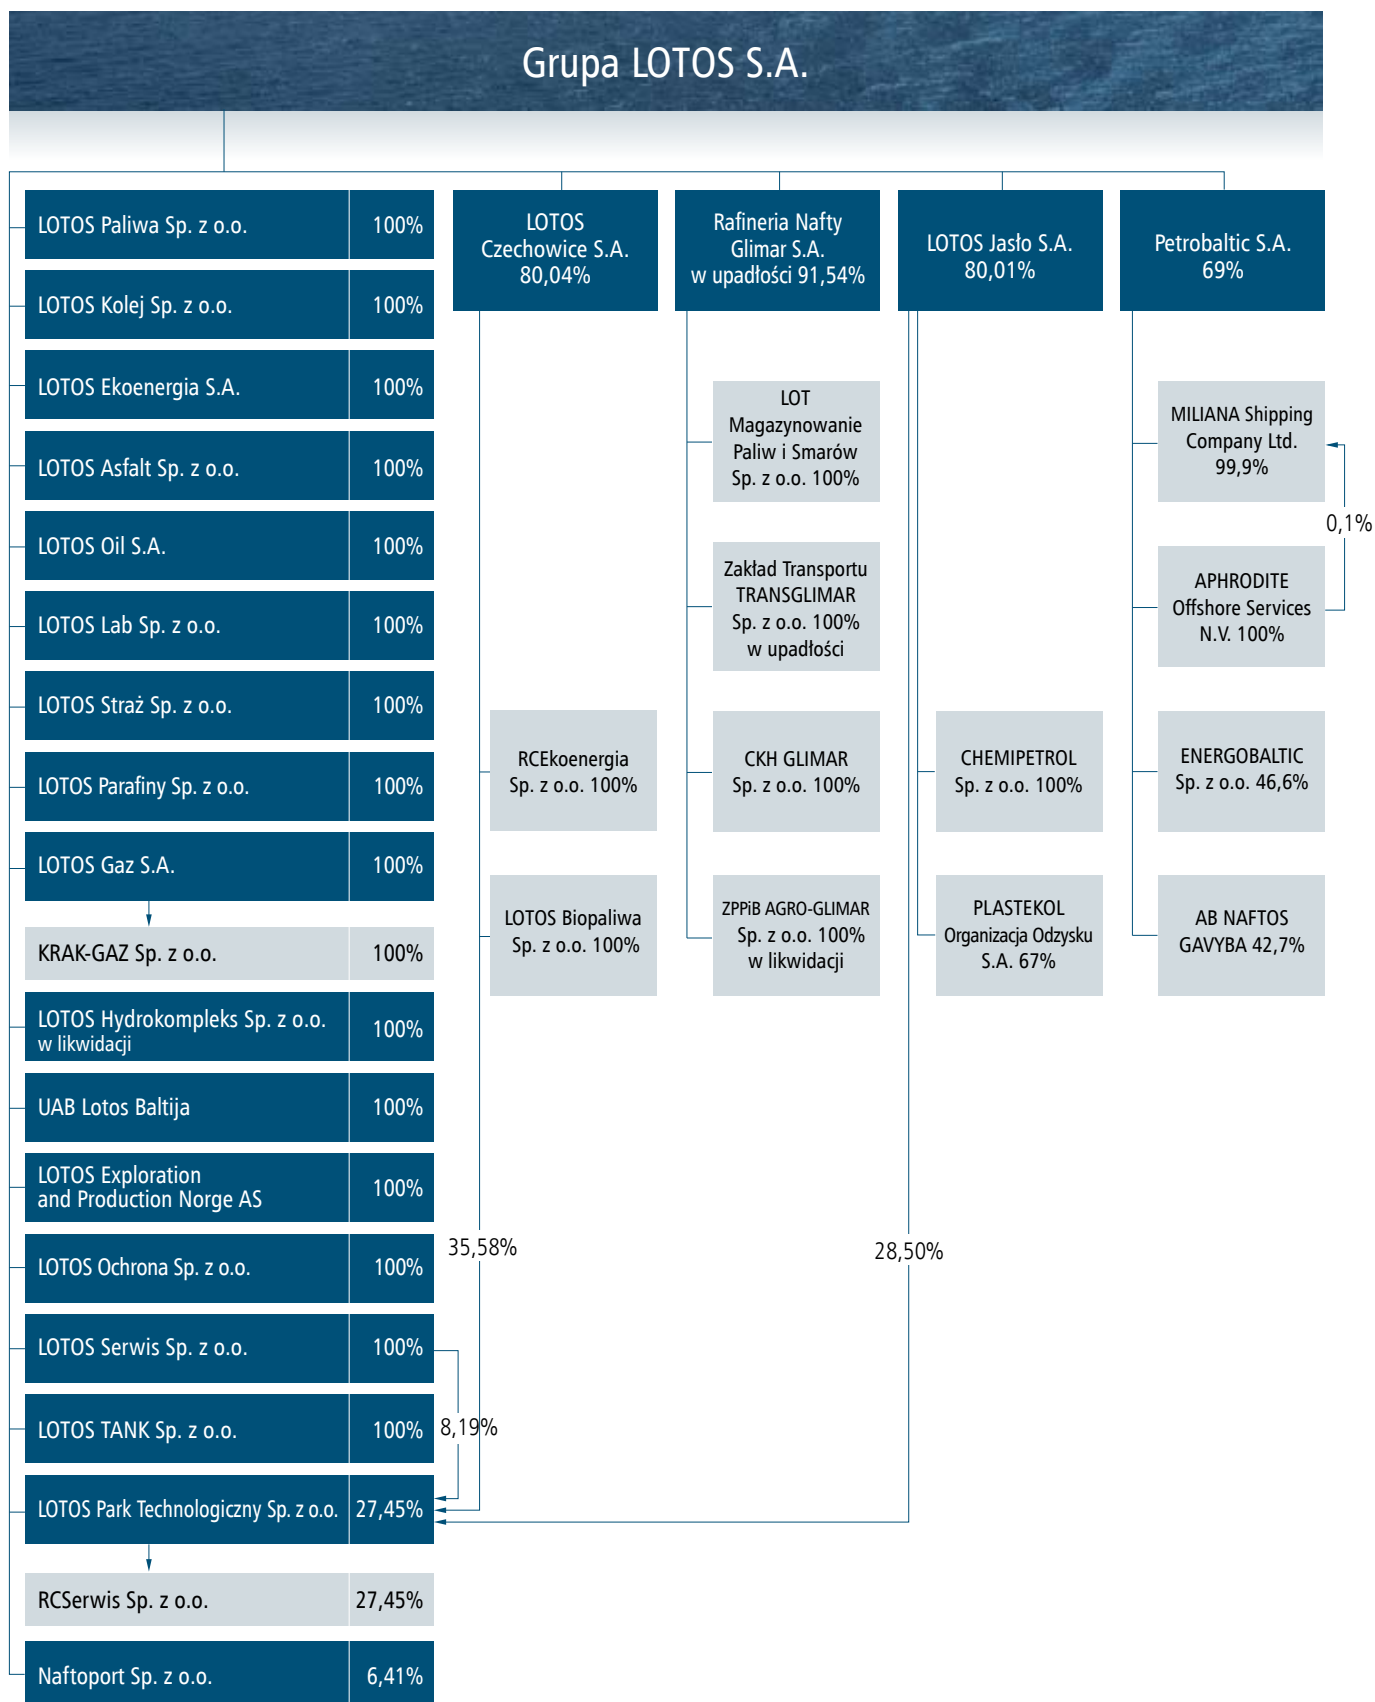 Grupa LOTOS S.A.
LOTOS Paliwa Sp. z o.o. 100%
LOTOS Kolej Sp. z o.o. 100%
LOTOS Ekoenergia S.A. 100%
LOTOS Asfalt Sp. z o.o. 100%
LOTOS Oil S.A. 100%
LOTOS Lab Sp. z o.o. 100%
LOTOS Straż Sp. z o.o. 100%
LOTOS Parafiny Sp. z o.o. 100%
LOTOS Gaz S.A. 100%
KRAK-GAZ Sp. z o.o. 100%
LOTOS Hydrokompleks Sp. z o.o. 100%
w likwidacji
UAB Lotos Baltija 100%
LOTOS Exploration
and Production Norge AS 100%
LOTOS Ochrona Sp. z o.o. 100%
LOTOS Serwis Sp. z o.o. 100%
LOTOS TANK Sp. z o.o. 100%
8,19%
LOTOS Park Technologiczny Sp. z o.o. 27,45%
RCSerwis Sp. z o.o. 27,45%
Naftoport Sp. z o.o. 6,41%
LOTOS
Czechowice S.A.
80,04%
RCEkoenergia
Sp. z o.o. 100%
LOTOS Biopaliwa
Sp. z o.o. 100%
35,58%
Rafineria Nafty
Glimar S.A.
w upadłości 91,54%
LOT
Magazynowanie
Paliw i Smarów
Sp. z o.o. 100%
Zakład Transportu
TRANSGLIMAR
Sp. z o.o. 100%
w upadłości
CKH GLIMAR
Sp. z o.o. 100%
ZPPiB AGRO-GLIMAR
Sp. z o.o. 100%
w likwidacji
LOTOS Jasło S.A.
80,01%
CHEMIPETROL
Sp. z o.o. 100%
PLASTEKOL
Organizacja Odzysku
S.A. 67%
28,50%
Petrobaltic S.A.
69%
MILIANA Shipping
Company Ltd.
99,9%
0,1%
APHRODITE
Offshore Services
N.V. 100%
ENERGOBALTIC
Sp. z o.o. 46,6%
AB NAFTOS
GAVYBA 42,7%